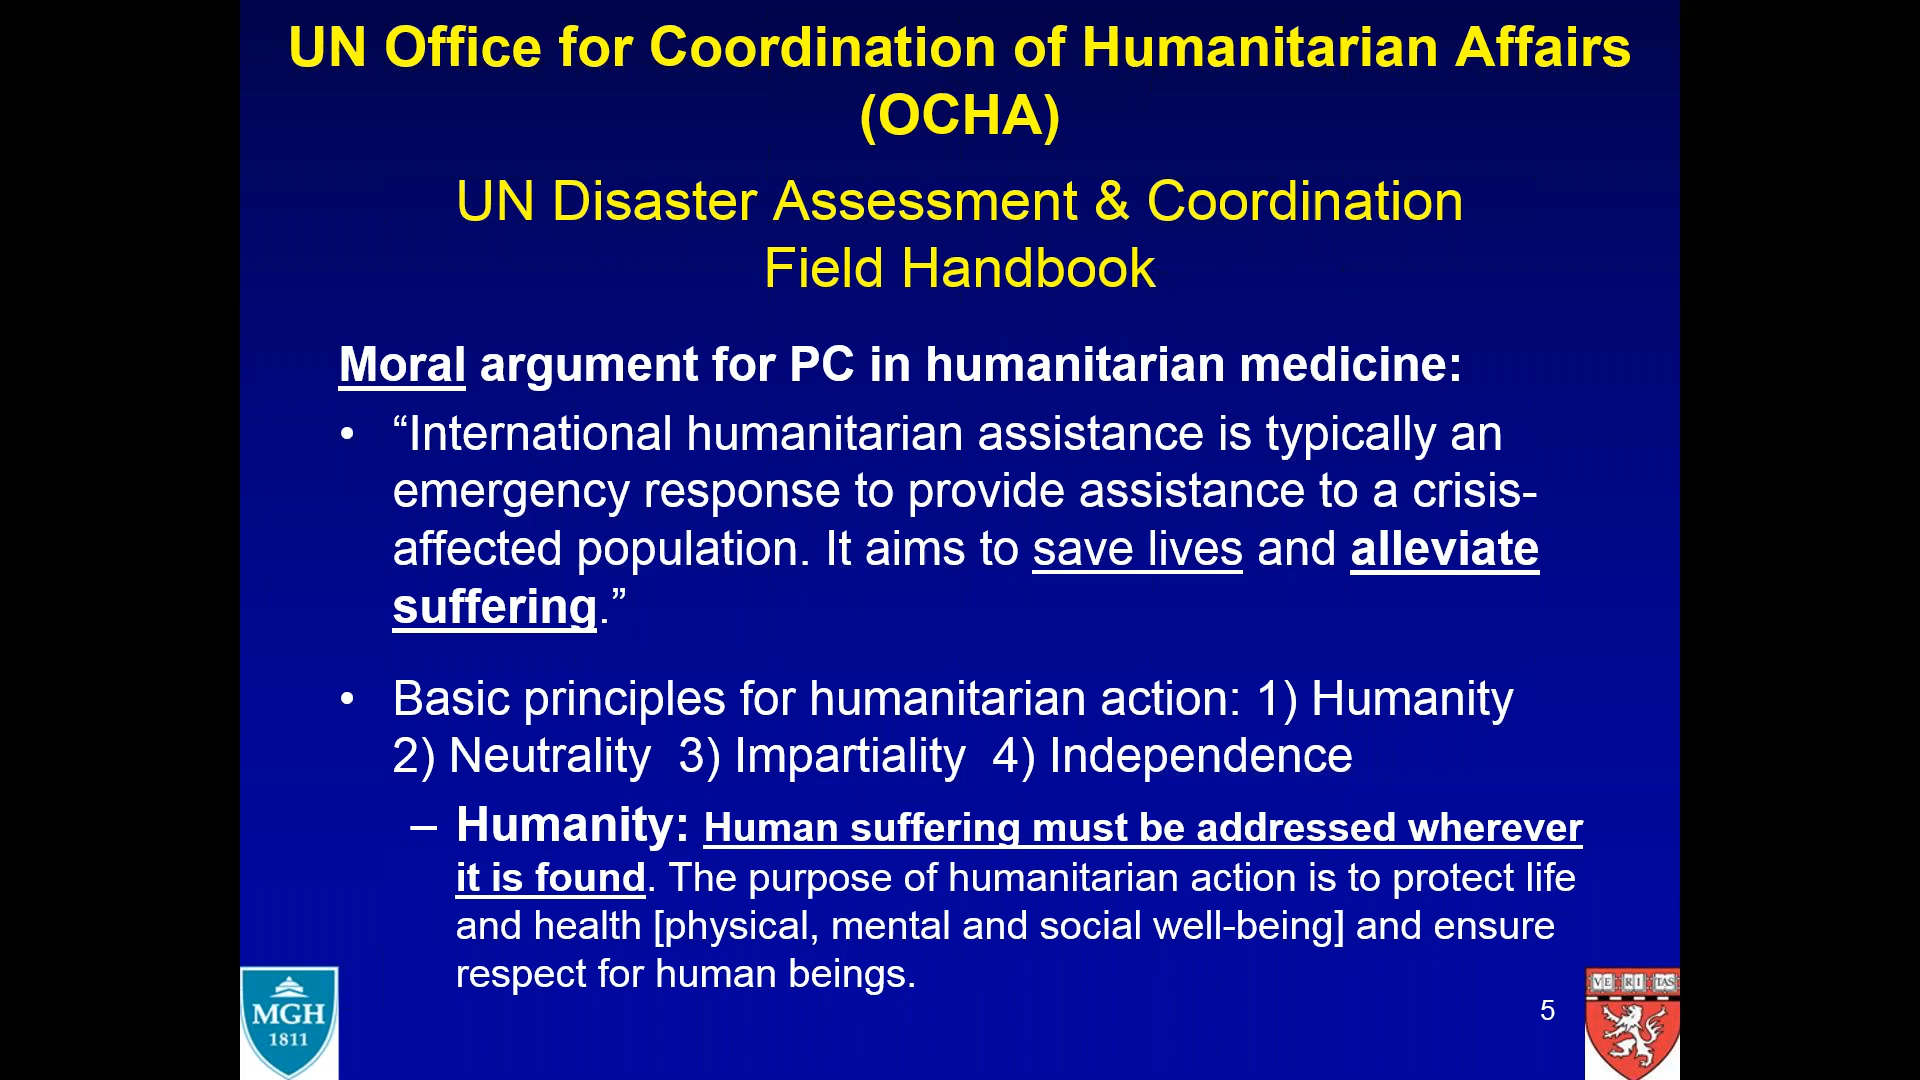 UN Office for Coordination of Humanitarian Affairs
(OCHA)
UN Disaster Assessment & Coordination
Field Handbook
Moral argument for PC in humanitarian medicine:
• “International humanitarian assistance is typically an
emergency response to provide assistance to a crisis-
affected population. It aims to save lives and alleviate
suffering.”
• Basic principles for humanitarian action: 1) Humanity
2) Neutrality 3) Impartiality 4) Independence
– Humanity: Human suffering must be addressed wherever
it is found. The purpose of humanitarian action is to protect life
and health [physical, mental and social well-being] and ensure
respect for human beings.
MGH
1811
5
VE RI TAS